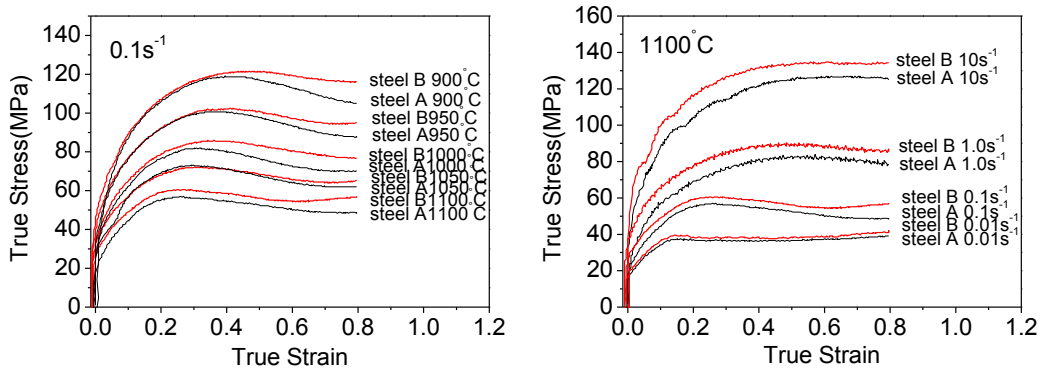 0.1s-1
140
120
100
80
60
40
20
0
True Stress(MPa)
0.0 0.2 0.4 0.6 0.8 1.0 1.2
True Strain
steel B 900°C
steel A 900°C
steel B950°C
steel A950°C
steel B1000°C
steel A1000°C
steel B1050°C
steel A1050°C
steel B1100°C
steel A1100°C
1100°C
160
140
120
100
80
60
40
20
0
True Stress(MPa)
0.0 0.2 0.4 0.6 0.8 1.0 1.2
True Strain
steel B 10s-1
steel A 10s-1
steel B 1.0s-1
steel A 1.0s-1
steel B 0.1s-1
steel A 0.1s-1
steel B 0.01s-1
steel A 0.01s-1